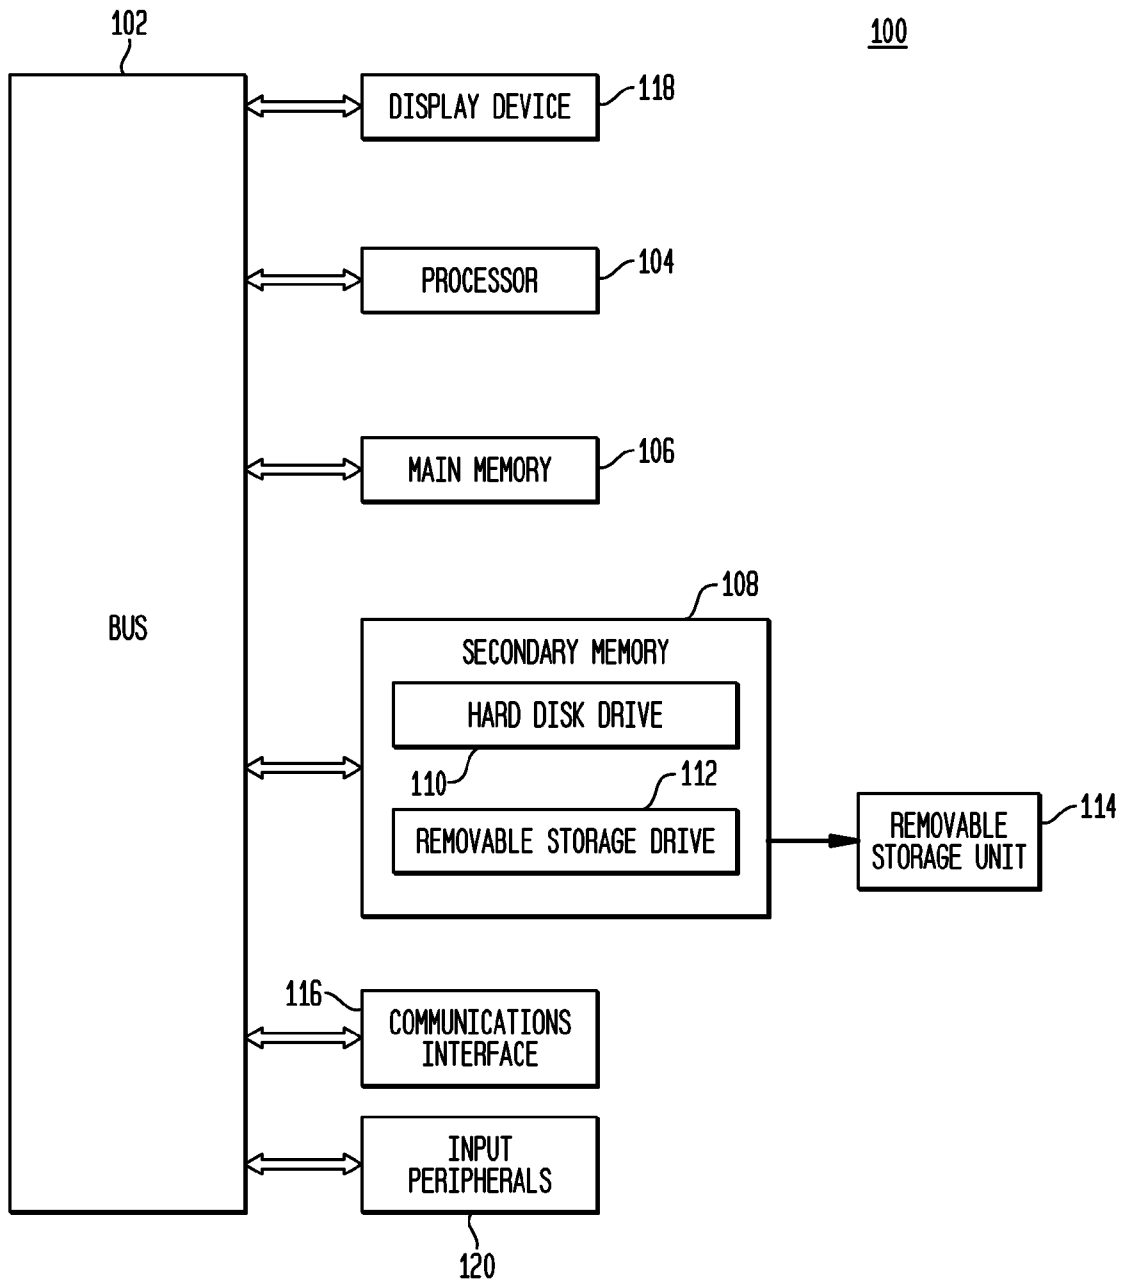 102
100
DISPLAY DEVICE
118
PROCESSOR
104
MAIN MEMORY
106
BUS
108
SECONDARY MEMORY
HARD DISK DRIVE
110
112
REMOVABLE STORAGE DRIVE
REMOVABLE
STORAGE UNIT
114
116
COMMUNICATIONS
INTERFACE
INPUT
PERIPHERALS
120